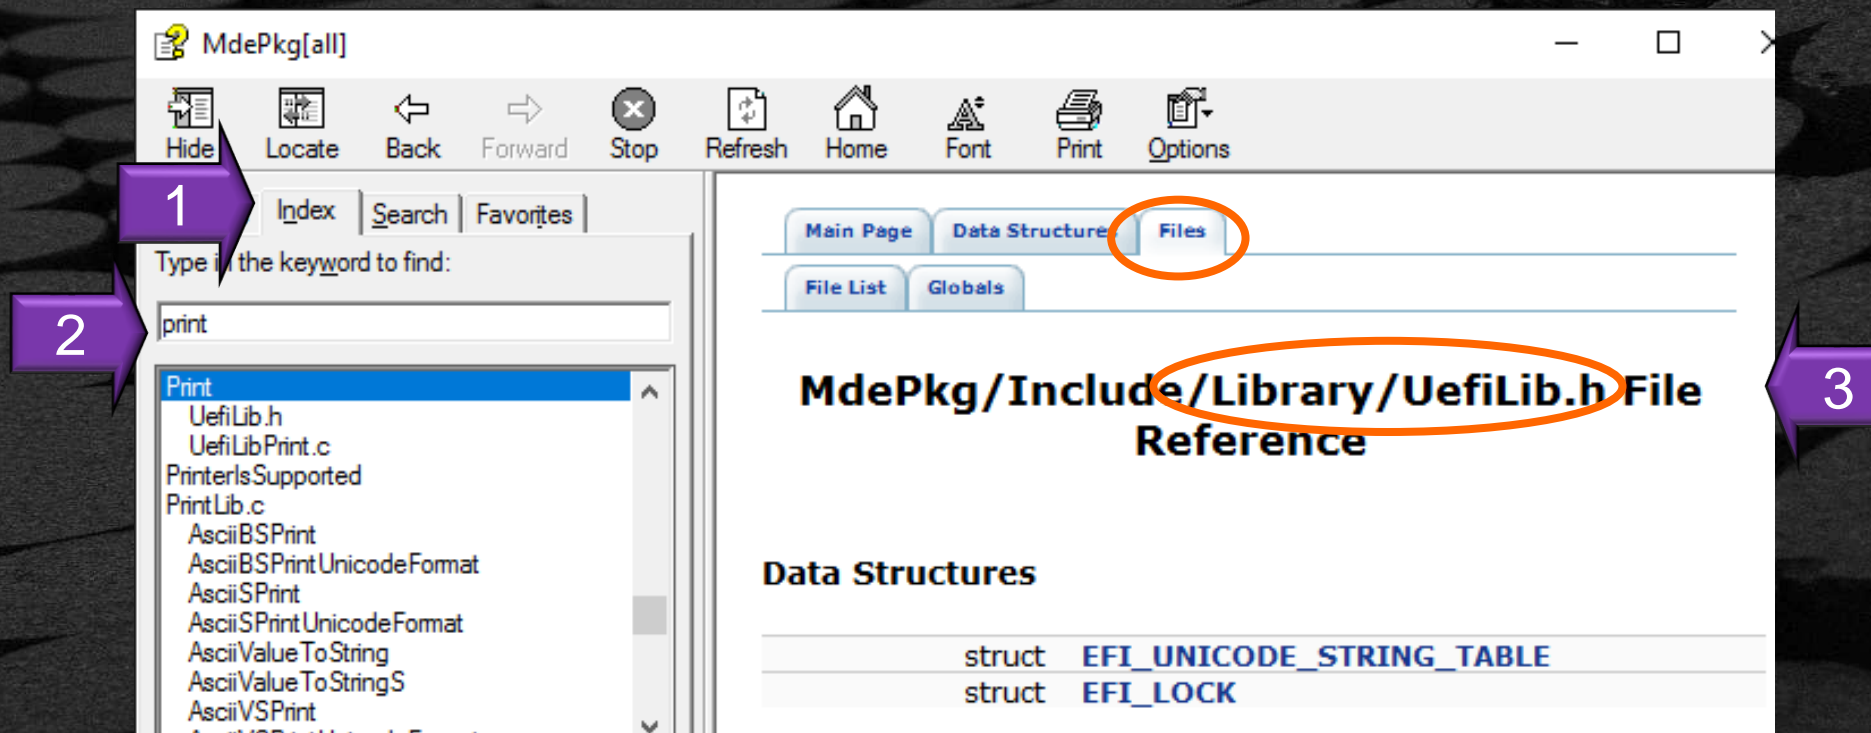 MdePkg[all]
Hide Locate Back Forward Stop Refresh Home Font Print Options
1
Index Search Favorites
Type in the keyword to find:
2
print
Print
UefiLib.h
UefiLibPrint.c
PrinterIsSupported
PrintLib.c
AsciiBSPrint
AsciiBSPrintUnicodeFormat
AsciiSPrint
AsciiSPrintUnicodeFormat
AsciiValueToString
AsciiValueToStringS
AsciiVSPrint
Main Page Data Structures Files
File List Globals
MdePkg/Include/Library/UefiLib.h File
Reference
3
Data Structures
struct EFI_UNICODE_STRING_TABLE
struct EFI_LOCK